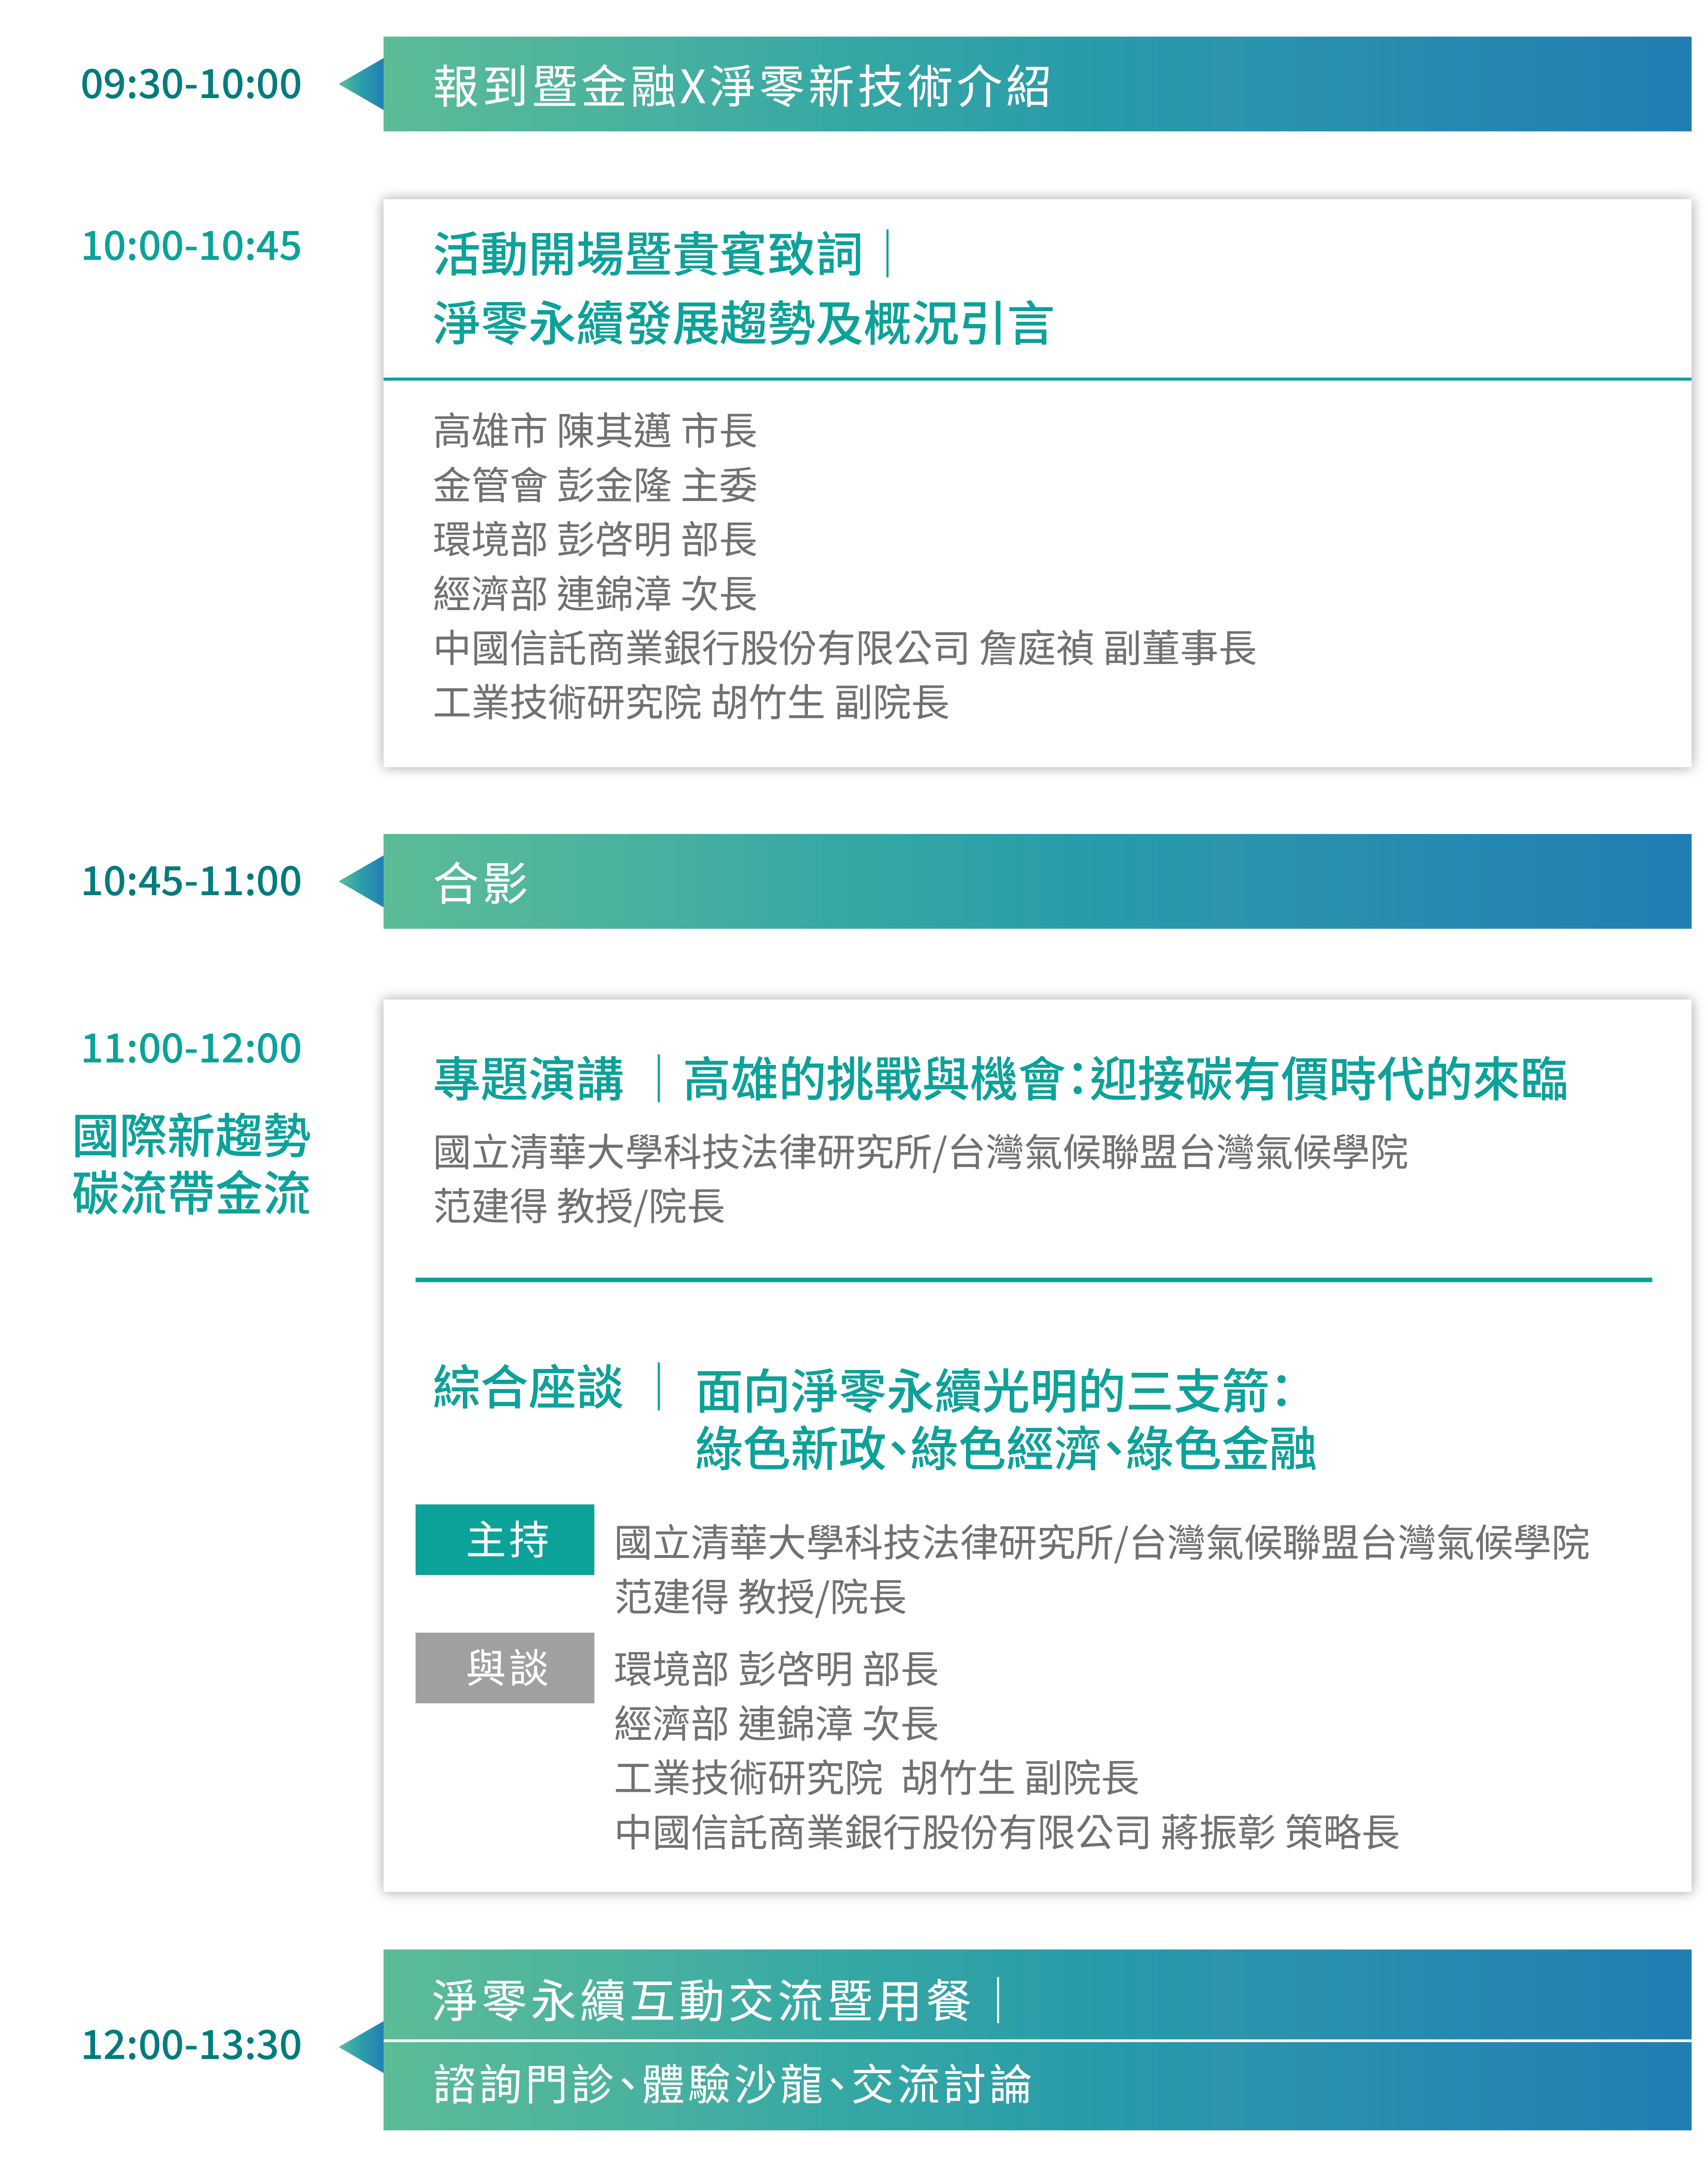 09:30-10:00
報到暨金融X淨零新技術介紹
10:00-10:45
活動開場暨貴賓致詞｜
淨零永續發展趨勢及概況引言
高雄市 陳其邁 市長
金管會 彭金隆 主委
環境部 彭啓明 部長
經濟部 連錦漳 次長
中國信託商業銀行股份有限公司 詹庭禎 副董事長
工業技術研究院 胡竹生 副院長
10:45-11:00
合影
11:00-12:00
國際新趨勢
碳流帶金流
專題演講｜高雄的挑戰與機會：迎接碳有價時代的來臨
國立清華大學科技法律研究所/台灣氣候聯盟台灣氣候學院
范建得 教授/院長
綜合座談｜面向淨零永續光明的三支箭：
綠色新政、綠色經濟、綠色金融
主持
國立清華大學科技法律研究所/台灣氣候聯盟台灣氣候學院
范建得 教授/院長
與談
環境部 彭啓明 部長
經濟部 連錦漳 次長
工業技術研究院 胡竹生 副院長
中國信託商業銀行股份有限公司 蔣振彰 策略長
12:00-13:30
淨零永續互動交流暨用餐｜
諮詢門診、體驗沙龍、交流討論